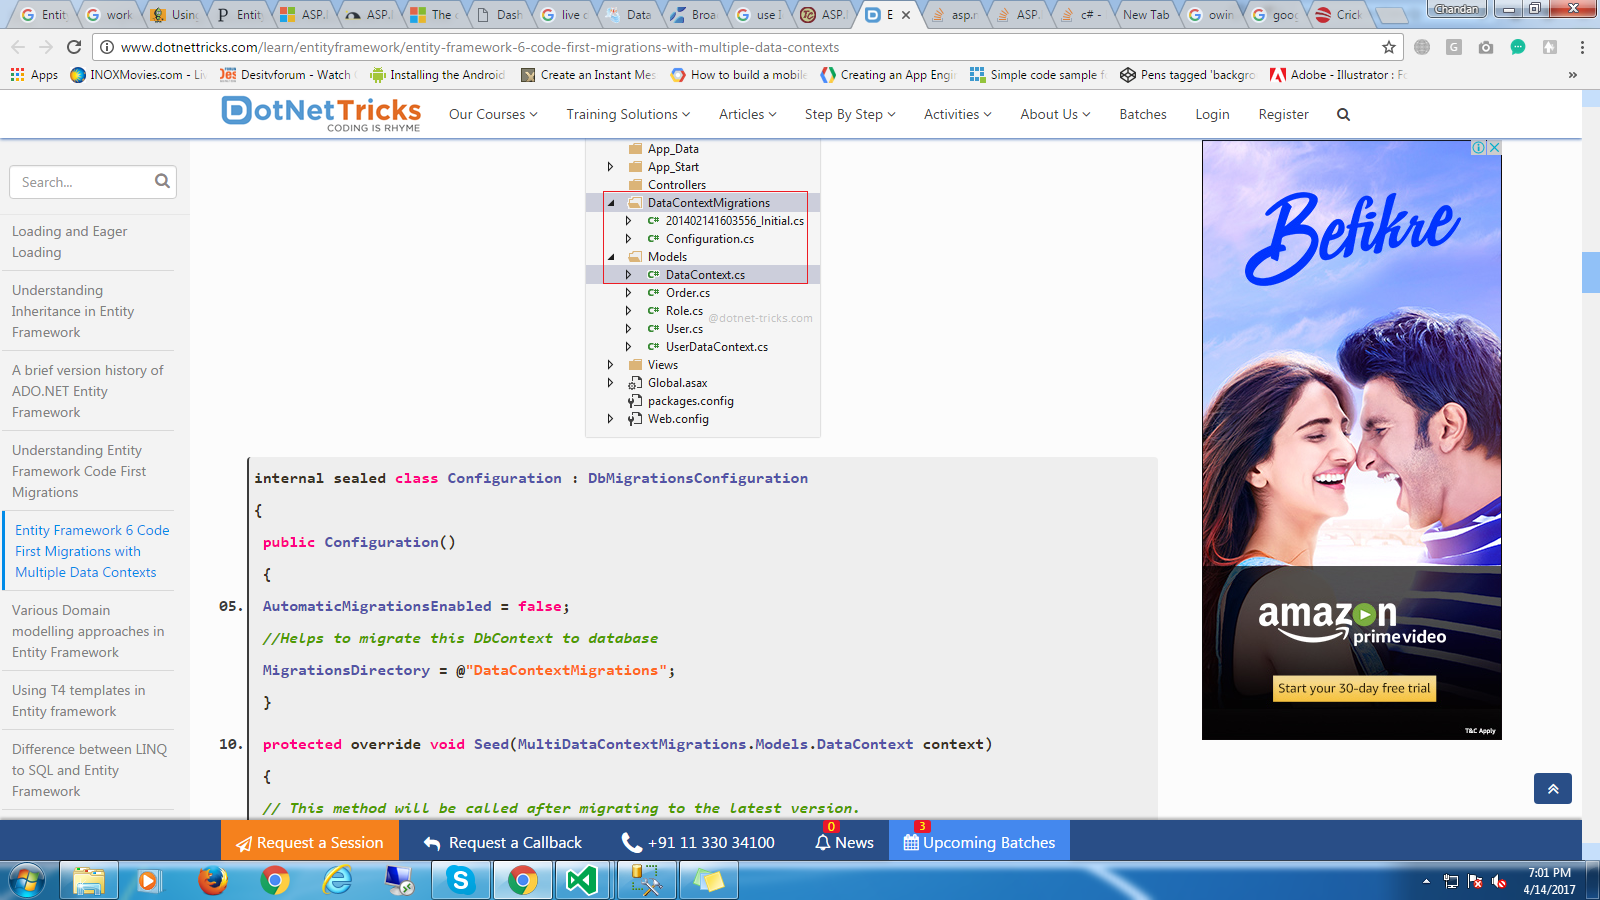 Entit
work
Using
Entit
ASP.I
ASP.I
The c
Dash
live c
Data
Broa
use I
ASP.
E
asp.n
ASP.
c# -
New Tab
owin
goog
Crick
Chandan
www.dotnettricks.com/learn/entityframework/entity-framework-6-code-first-migrations-with-multiple-data-contexts
Apps
INOXMovies.com - Liv
Desitvforum - Watch
Installing the Android
Create an Instant Mes
How to build a mobile
Creating an App Engi
Simple code sample f
Pens tagged 'backgro
Adobe - Illustrator : Fo
DotNetTricks
CODING IS RHYME
Our Courses
Training Solutions
Articles
Step By Step
Activities
About Us
Batches
Login
Register
Search...
Loading and Eager
Loading
Understanding
Inheritance in Entity
Framework
A brief version history of
ADO.NET Entity
Framework
Understanding Entity
Framework Code First
Migrations
Entity Framework 6 Code
First Migrations with
Multiple Data Contexts
Various Domain
modelling approaches in
Entity Framework
Using T4 templates in
Entity framework
Difference between LINQ
to SQL and Entity
Framework
App_Data
App_Start
Controllers
DataContextMigrations
C# 201402141603556_Initial.cs
C# Configuration.cs
Models
C# DataContext.cs
C# Order.cs
C# Role.cs
@dotnet-tricks.com
C# User.cs
C# UserDataContext.cs
Views
Global.asax
packages.config
Web.config
internal sealed class Configuration : DbMigrationsConfiguration
{
public Configuration()
{
05. AutomaticMigrationsEnabled = false;
//Helps to migrate this DbContext to database
MigrationsDirectory = @"DataContextMigrations";
}
10. protected override void Seed(MultiDataContextMigrations.Models.DataContext context)
{
// This method will be called after migrating to the latest version.
Befikre
amazon
prime video
Start your 30-day free trial
T&C Apply
Request a Session
Request a Callback
+91 11 330 34100
0
News
3
Upcoming Batches
7:01 PM
4/14/2017